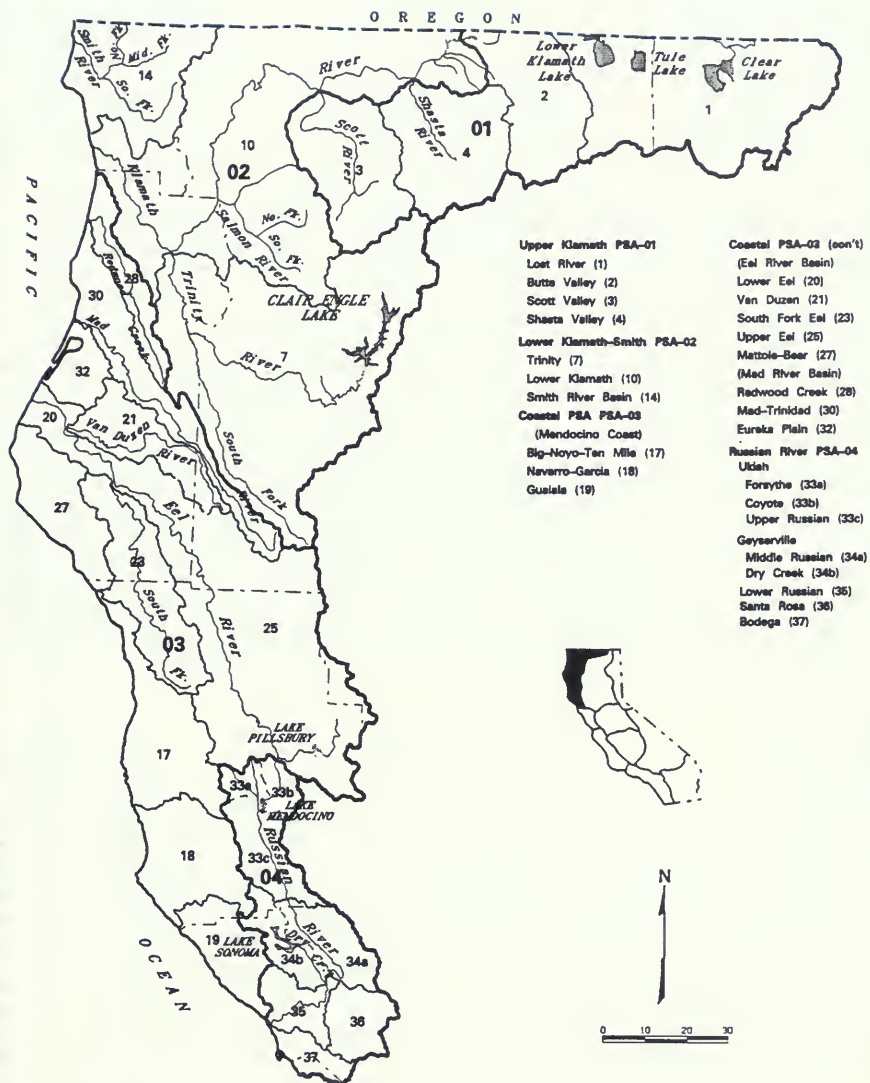 OREGON
Smith River
No. Fk.
Mid. Fk.
So. Fk.
14
River
Lower Klamath Lake
Tule Lake
Clear Lake
2
1
Shasta River
01
4
Scott River
3
10
02
Klamath
Salmon River
No. Fk.
So. Fk.
PACIFIC
Trinity
River
7
CLAIR ENGLE LAKE
28
Redwood Creek
30
Mad
River
32
20
21
Van Duzen
River
South Fork
27
Eel
River
23
South Fk.
03
25
LAKE PILLSBURY
17
33a
33b
LAKE MENDOCINO
Russian
River
18
33c
04
19
LAKE SONOMA
Dry Cr.
34b
34a
35
36
37
OCEAN
Upper Klamath PSA-01
Lost River (1)
Butte Valley (2)
Scott Valley (3)
Shasta Valley (4)
Lower Klamath-Smith PSA-02
Trinity (7)
Lower Klamath (10)
Smith River Basin (14)
Coastal PSA PSA-03
(Mendocino Coast)
Big-Noyo-Ten Mile (17)
Navarro-Garcia (18)
Gualala (19)
Coastal PSA-03 (con't)
(Eel River Basin)
Lower Eel (20)
Van Duzen (21)
South Fork Eel (23)
Upper Eel (25)
Mattole-Bear (27)
(Mad River Basin)
Redwood Creek (28)
Mad-Trinidad (30)
Eureka Plain (32)
Russian River PSA-04
Ukiah
Forsythe (33a)
Coyote (33b)
Upper Russian (33c)
Geyserville
Middle Russian (34a)
Dry Creek (34b)
Lower Russian (35)
Santa Rosa (36)
Bodega (37)
N
0 10 20 30